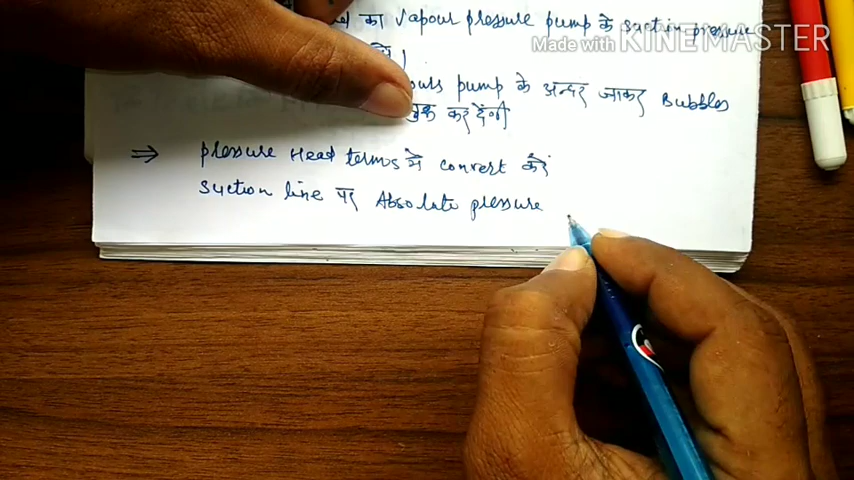 का Vapour pressure pump के suction pressure
Made with KINEMASTER
pump के अन्दर जाकर Bubbles
कर देंगी
⇒ pressure Head terms में convert करें
Suction line पर Absolute pressure